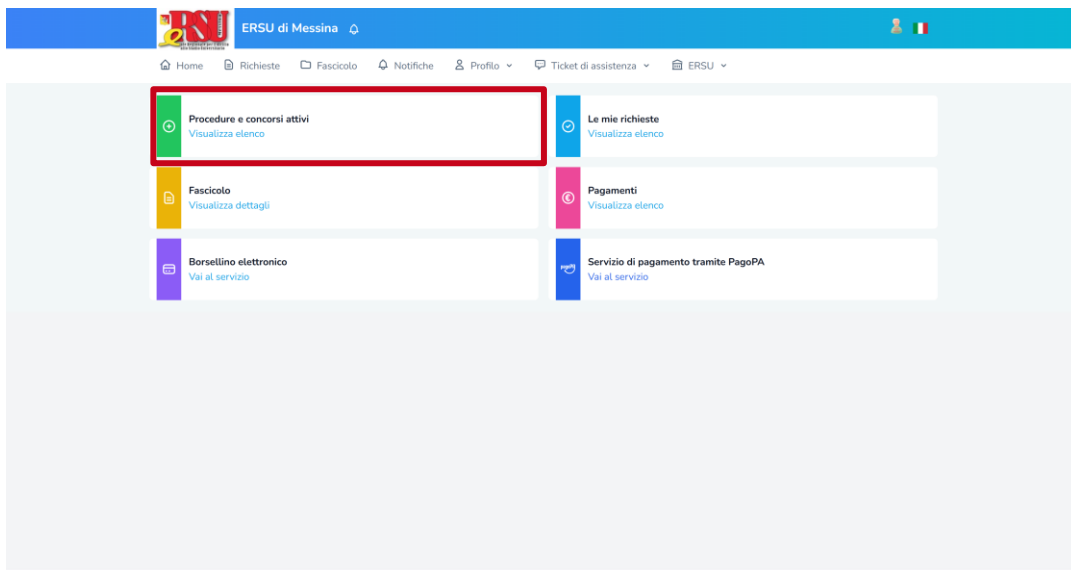 eRSU
ERSU di Messina
Home Richieste Fascicolo Notifiche Profilo Ticket di assistenza ERSU
Procedure e concorsi attivi
Visualizza elenco
Le mie richieste
Visualizza elenco
Fascicolo
Visualizza dettagli
Pagamenti
Visualizza elenco
Borsellino elettronico
Vai al servizio
Servizio di pagamento tramite PagoPA
Vai al servizio